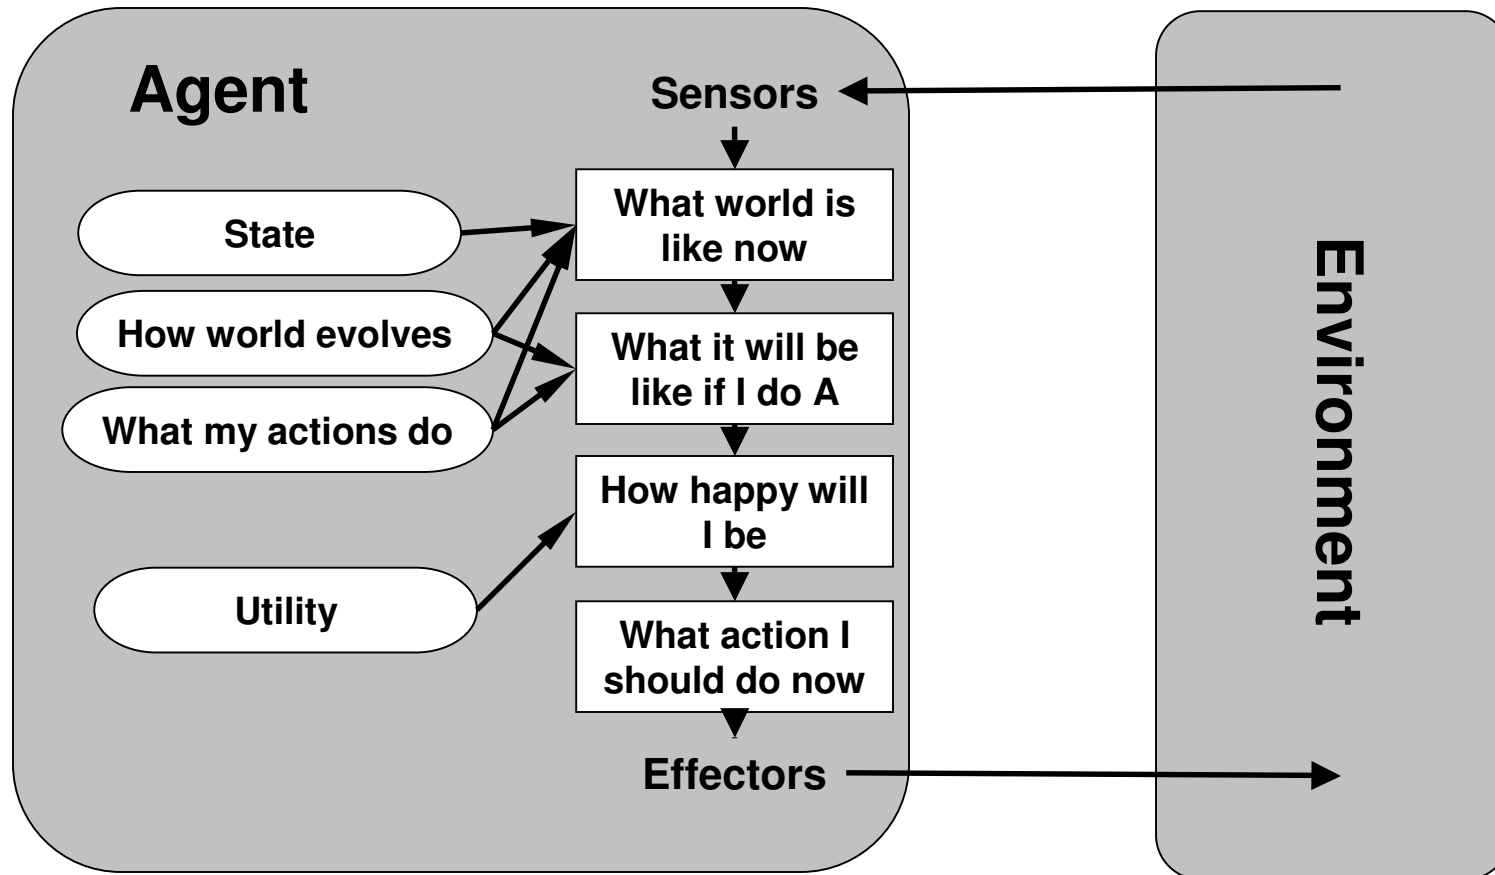 Agent
Sensors
What world is
like now
State
How world evolves
What it will be
like if I do A
What my actions do
How happy will
I be
Utility
What action I
should do now
Effectors
Environment